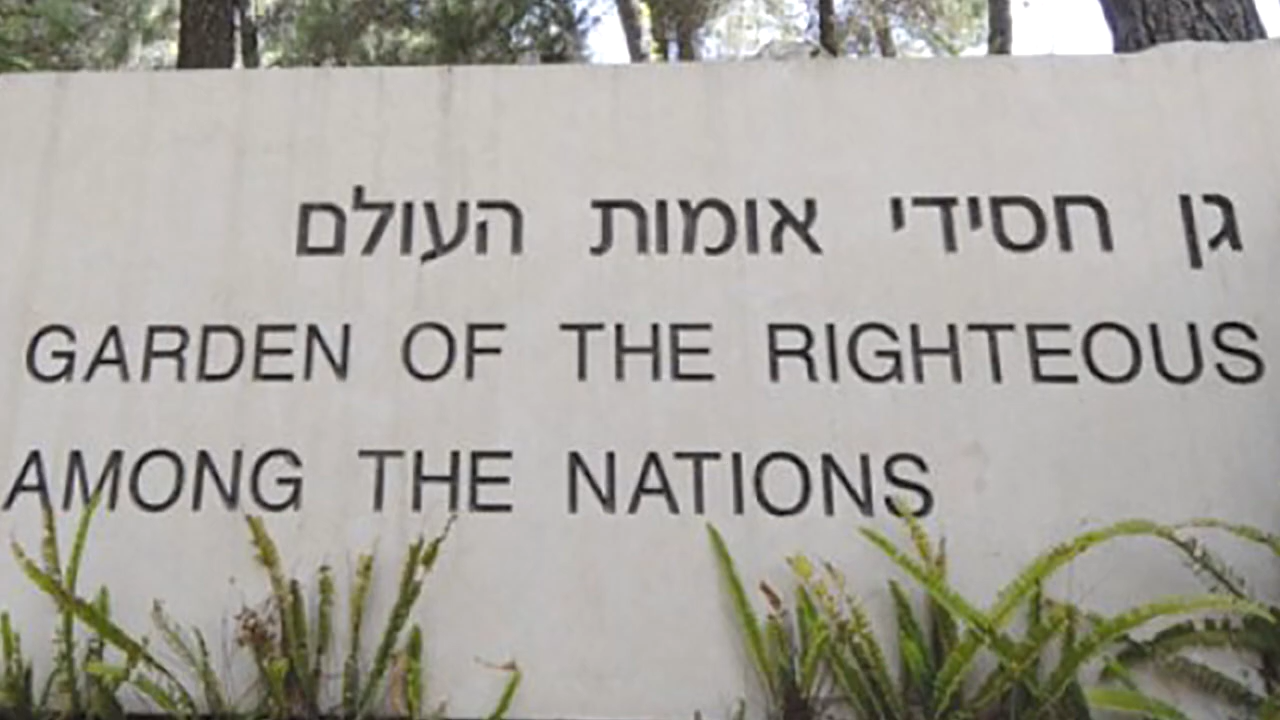 גן חסידי אומות העולם
GARDEN OF THE RIGHTEOUS
AMONG THE NATIONS